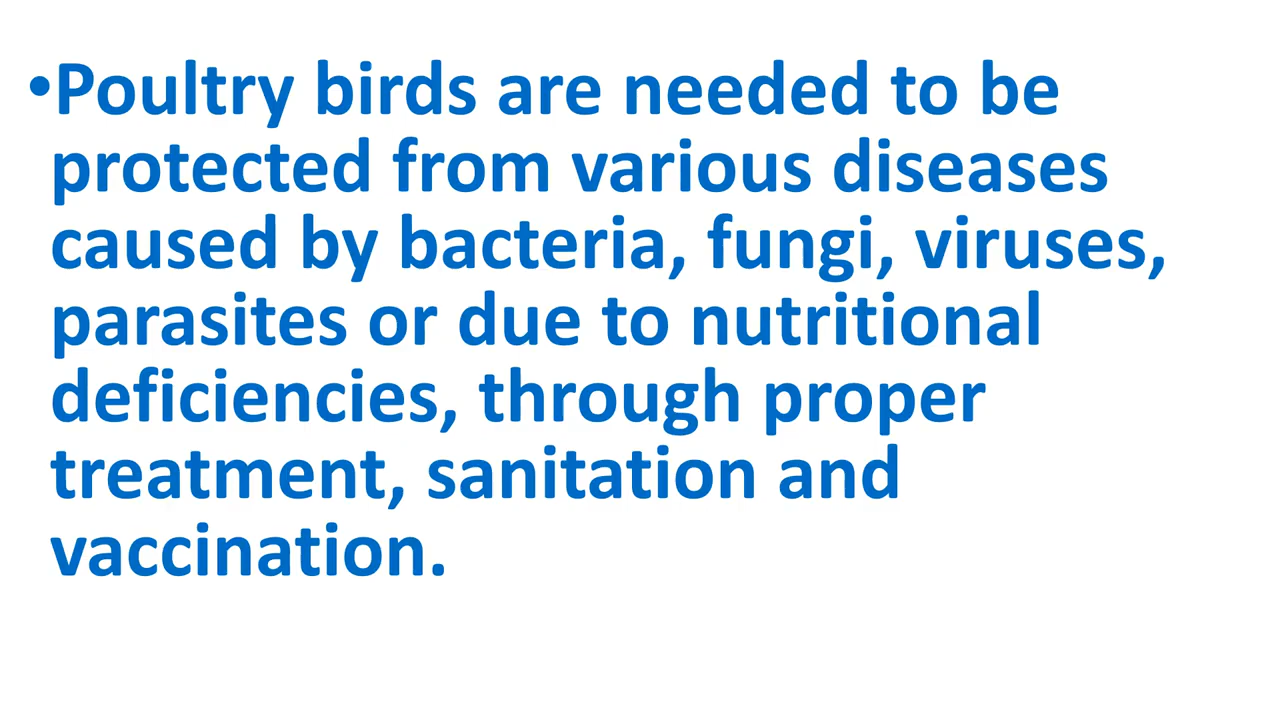 •Poultry birds are needed to be
protected from various diseases
caused by bacteria, fungi, viruses,
parasites or due to nutritional
deficiencies, through proper
treatment, sanitation and
vaccination.